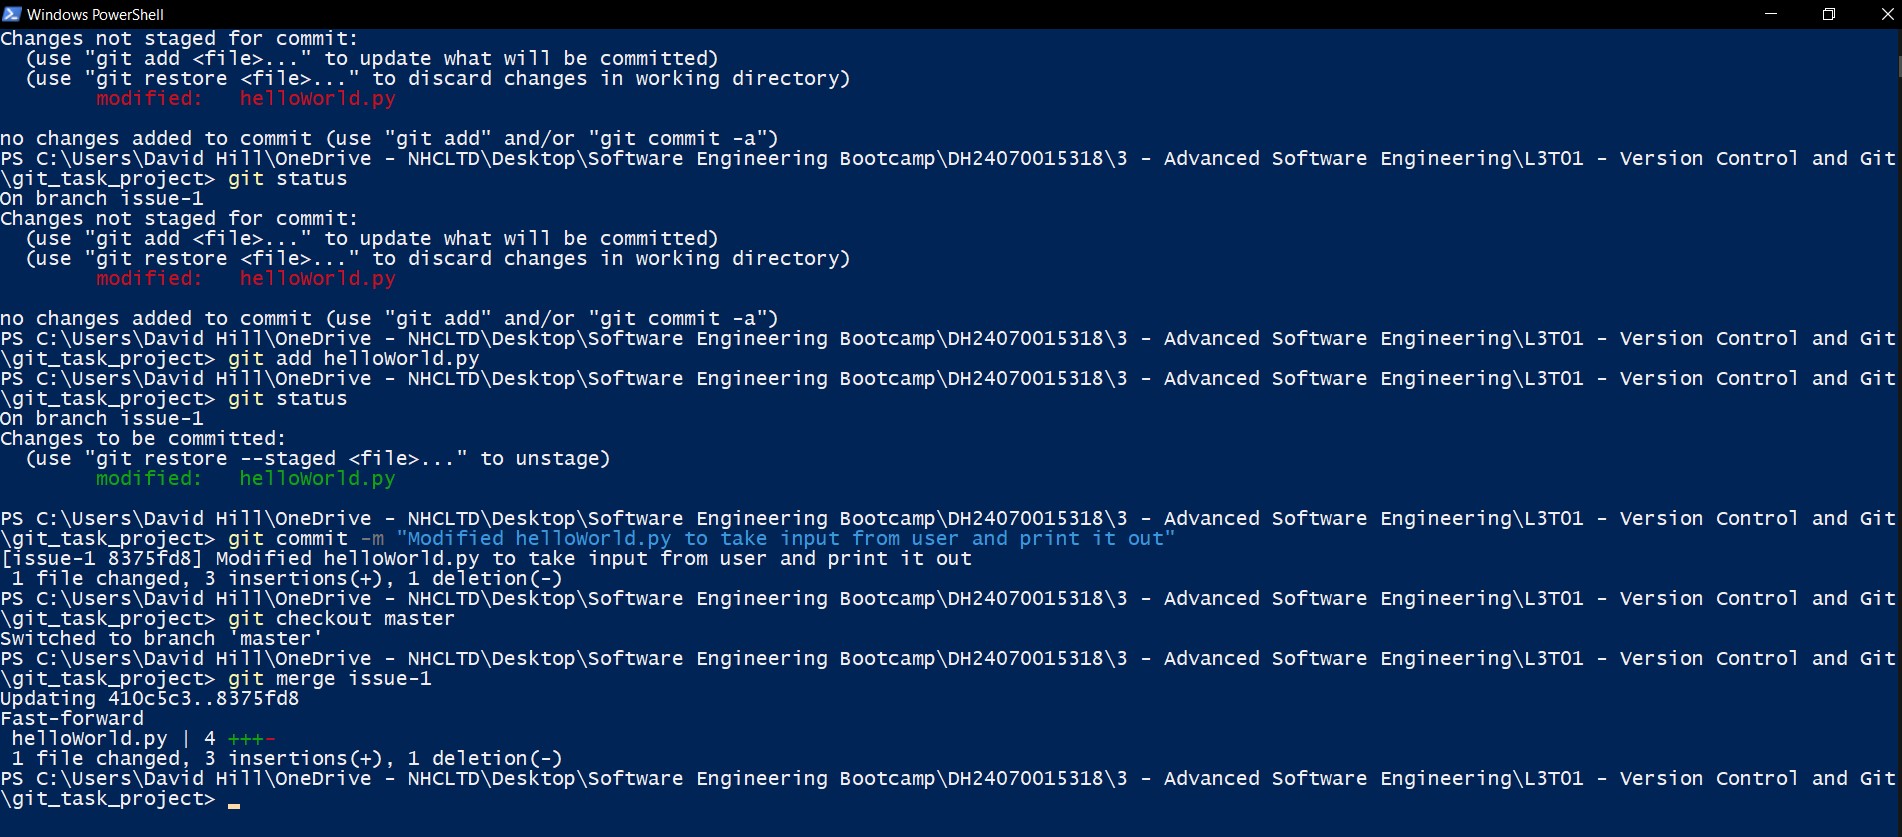 Windows PowerShell
Changes not staged for commit:
  (use "git add <file>..." to update what will be committed)
  (use "git restore <file>..." to discard changes in working directory)
        modified:   helloWorld.py

no changes added to commit (use "git add" and/or "git commit -a")
PS C:\Users\David Hill\OneDrive - NHCLTD\Desktop\Software Engineering Bootcamp\DH24070015318\3 - Advanced Software Engineering\L3T01 - Version Control and Git
\git_task_project> git status
On branch issue-1
Changes not staged for commit:
  (use "git add <file>..." to update what will be committed)
  (use "git restore <file>..." to discard changes in working directory)
        modified:   helloWorld.py

no changes added to commit (use "git add" and/or "git commit -a")
PS C:\Users\David Hill\OneDrive - NHCLTD\Desktop\Software Engineering Bootcamp\DH24070015318\3 - Advanced Software Engineering\L3T01 - Version Control and Git
\git_task_project> git add helloWorld.py
PS C:\Users\David Hill\OneDrive - NHCLTD\Desktop\Software Engineering Bootcamp\DH24070015318\3 - Advanced Software Engineering\L3T01 - Version Control and Git
\git_task_project> git status
On branch issue-1
Changes to be committed:
  (use "git restore --staged <file>..." to unstage)
        modified:   helloWorld.py

PS C:\Users\David Hill\OneDrive - NHCLTD\Desktop\Software Engineering Bootcamp\DH24070015318\3 - Advanced Software Engineering\L3T01 - Version Control and Git
\git_task_project> git commit -m "Modified helloWorld.py to take input from user and print it out"
[issue-1 8375fd8] Modified helloWorld.py to take input from user and print it out
 1 file changed, 3 insertions(+), 1 deletion(-)
PS C:\Users\David Hill\OneDrive - NHCLTD\Desktop\Software Engineering Bootcamp\DH24070015318\3 - Advanced Software Engineering\L3T01 - Version Control and Git
\git_task_project> git checkout master
Switched to branch 'master'
PS C:\Users\David Hill\OneDrive - NHCLTD\Desktop\Software Engineering Bootcamp\DH24070015318\3 - Advanced Software Engineering\L3T01 - Version Control and Git
\git_task_project> git merge issue-1
Updating 410c5c3..8375fd8
Fast-forward
 helloWorld.py | 4 +++-
 1 file changed, 3 insertions(+), 1 deletion(-)
PS C:\Users\David Hill\OneDrive - NHCLTD\Desktop\Software Engineering Bootcamp\DH24070015318\3 - Advanced Software Engineering\L3T01 - Version Control and Git
\git_task_project>